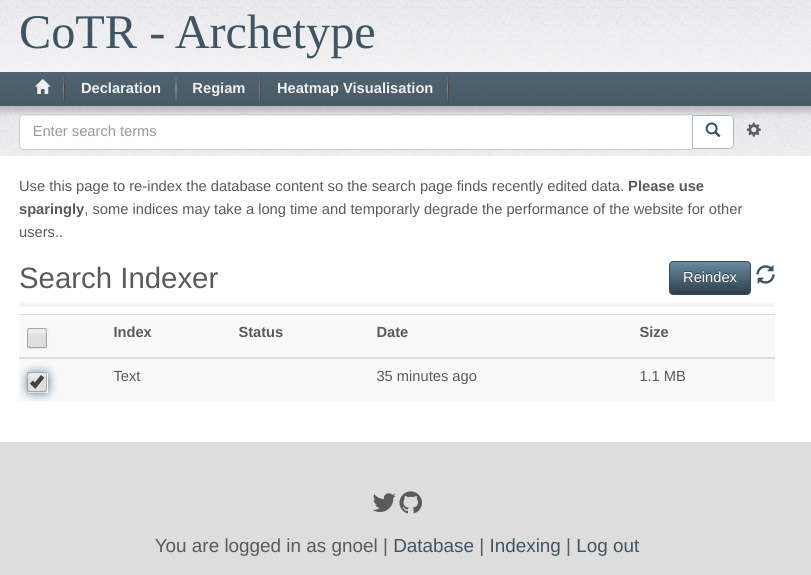 CoTR - Archetype
Declaration Regiam Heatmap Visualisation
Enter search terms
Use this page to re-index the database content so the search page finds recently edited data. Please use
sparingly, some indices may take a long time and temporarly degrade the performance of the website for other
users..
Search Indexer
Reindex
Index Status Date Size
Text 35 minutes ago 1.1 MB
You are logged in as gnoel | Database | Indexing | Log out